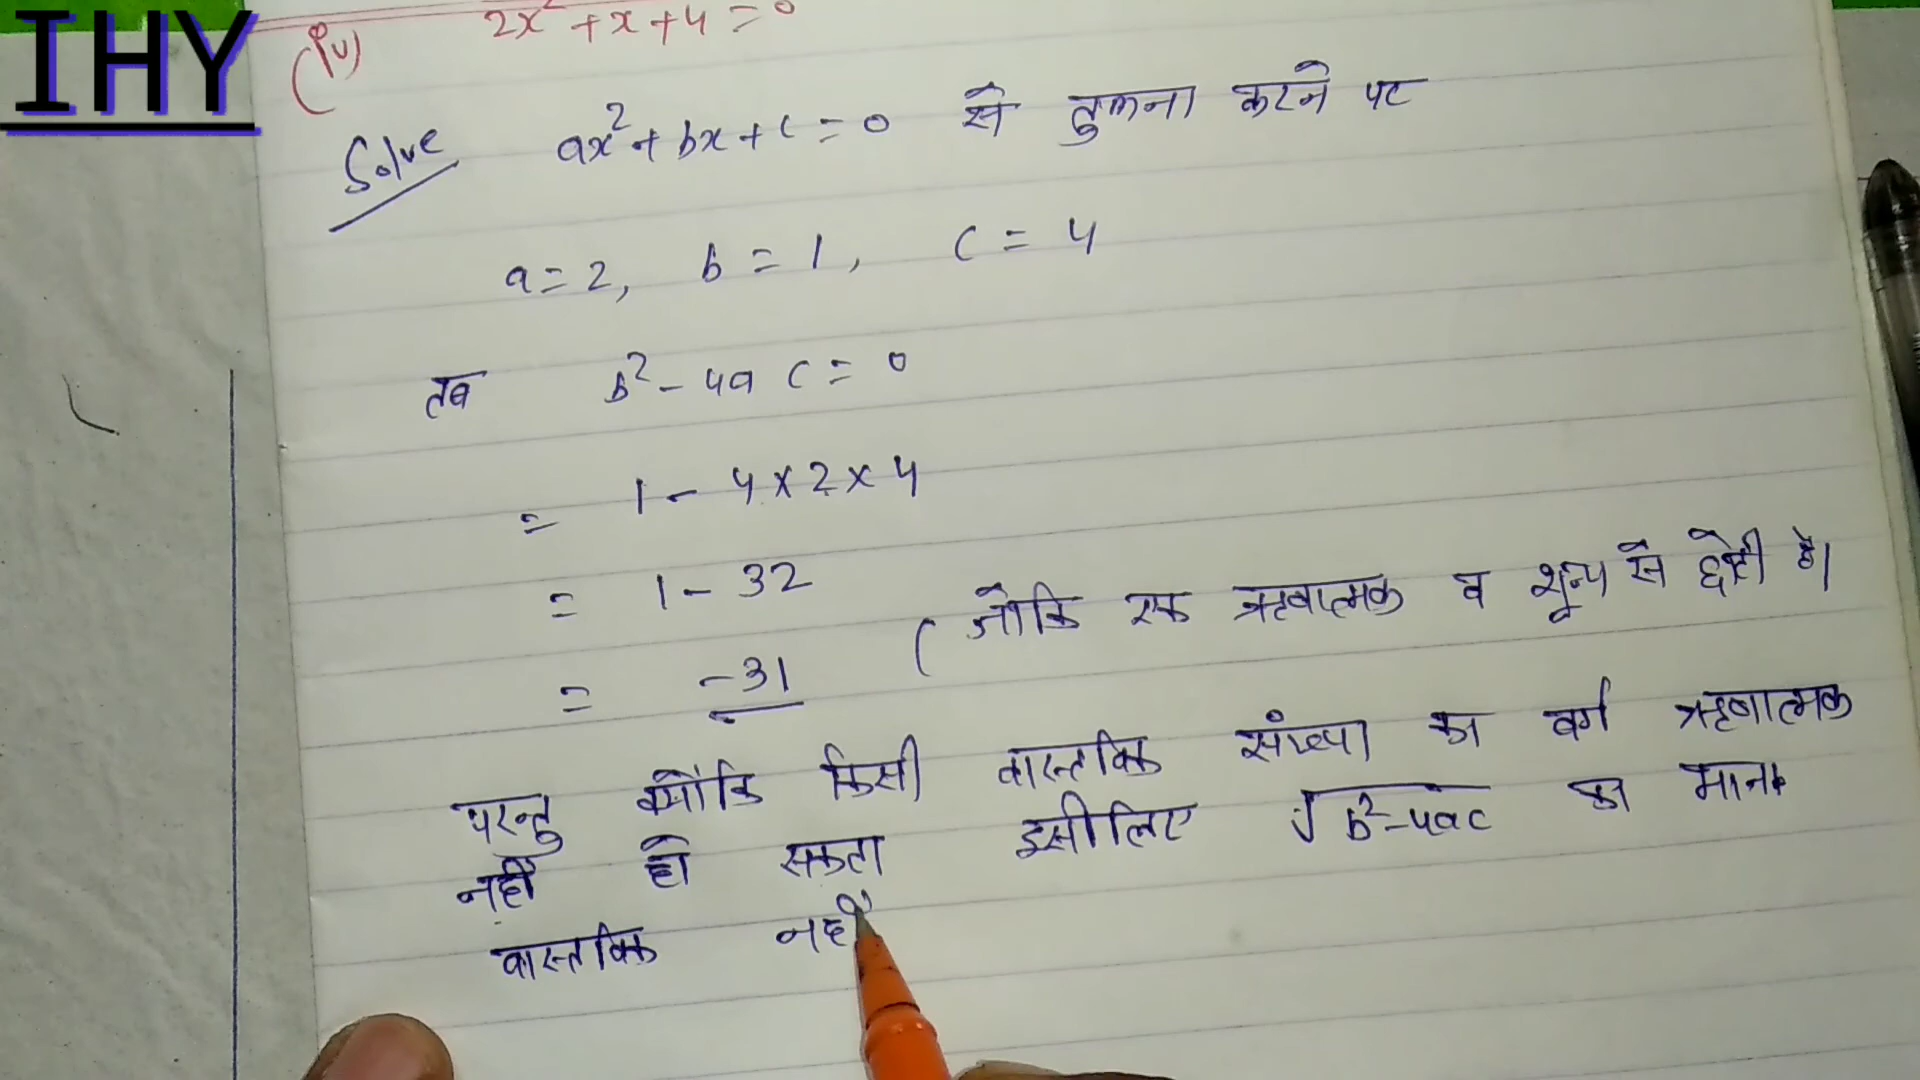 IHY
(iv) 2x² + x + 4 = 0
Solve ax² + bx + c = 0 से तुलना करने पर
a = 2, b = 1, c = 4
तब b² - 4ac = 0
= 1 - 4 × 2 × 4
= 1 - 32
= -31 (जोकि एक ऋणात्मक व शून्य से छोटी है।
परन्तु क्योंकि किसी वास्तविक संख्या का वर्ग ऋणात्मक
नहीं हो सकता इसीलिए √b²-4ac का मान
वास्तविक नहीं